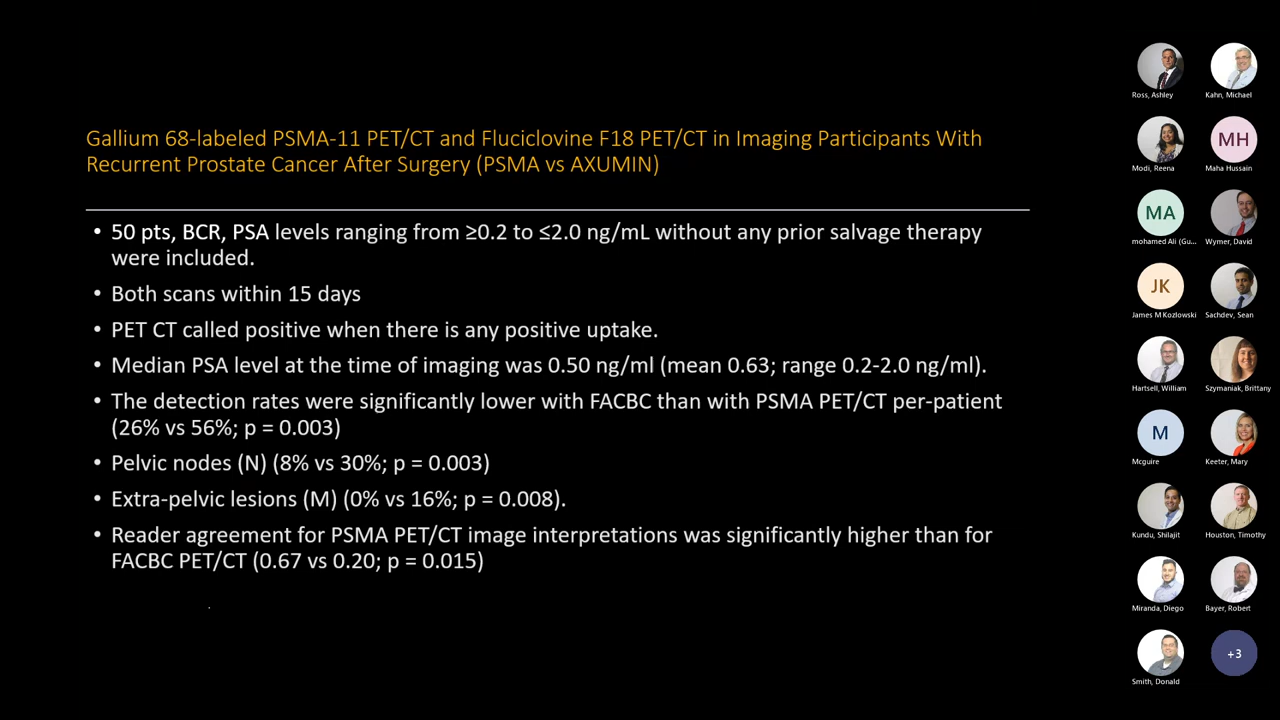 Gallium 68-labeled PSMA-11 PET/CT and Fluciclovine F18 PET/CT in Imaging Participants With
Recurrent Prostate Cancer After Surgery (PSMA vs AXUMIN)
• 50 pts, BCR, PSA levels ranging from ≥0.2 to ≤2.0 ng/mL without any prior salvage therapy
were included.
• Both scans within 15 days
• PET CT called positive when there is any positive uptake.
• Median PSA level at the time of imaging was 0.50 ng/ml (mean 0.63; range 0.2-2.0 ng/ml).
• The detection rates were significantly lower with FACBC than with PSMA PET/CT per-patient
(26% vs 56%; p = 0.003)
• Pelvic nodes (N) (8% vs 30%; p = 0.003)
• Extra-pelvic lesions (M) (0% vs 16%; p = 0.008).
• Reader agreement for PSMA PET/CT image interpretations was significantly higher than for
FACBC PET/CT (0.67 vs 0.20; p = 0.015)
Ross, Ashley
Kahn, Michael
Modi, Reena
MH
Maha Hussain
MA
mohamed Ali (Gu...
Wymer, David
JK
James M Kozlowski
Sachdev, Sean
Hartsell, William
Szymaniak, Brittany
M
Mcguire
Keeter, Mary
Kundu, Shilajit
Houston, Timothy
Miranda, Diego
Bayer, Robert
Smith, Donald
+3